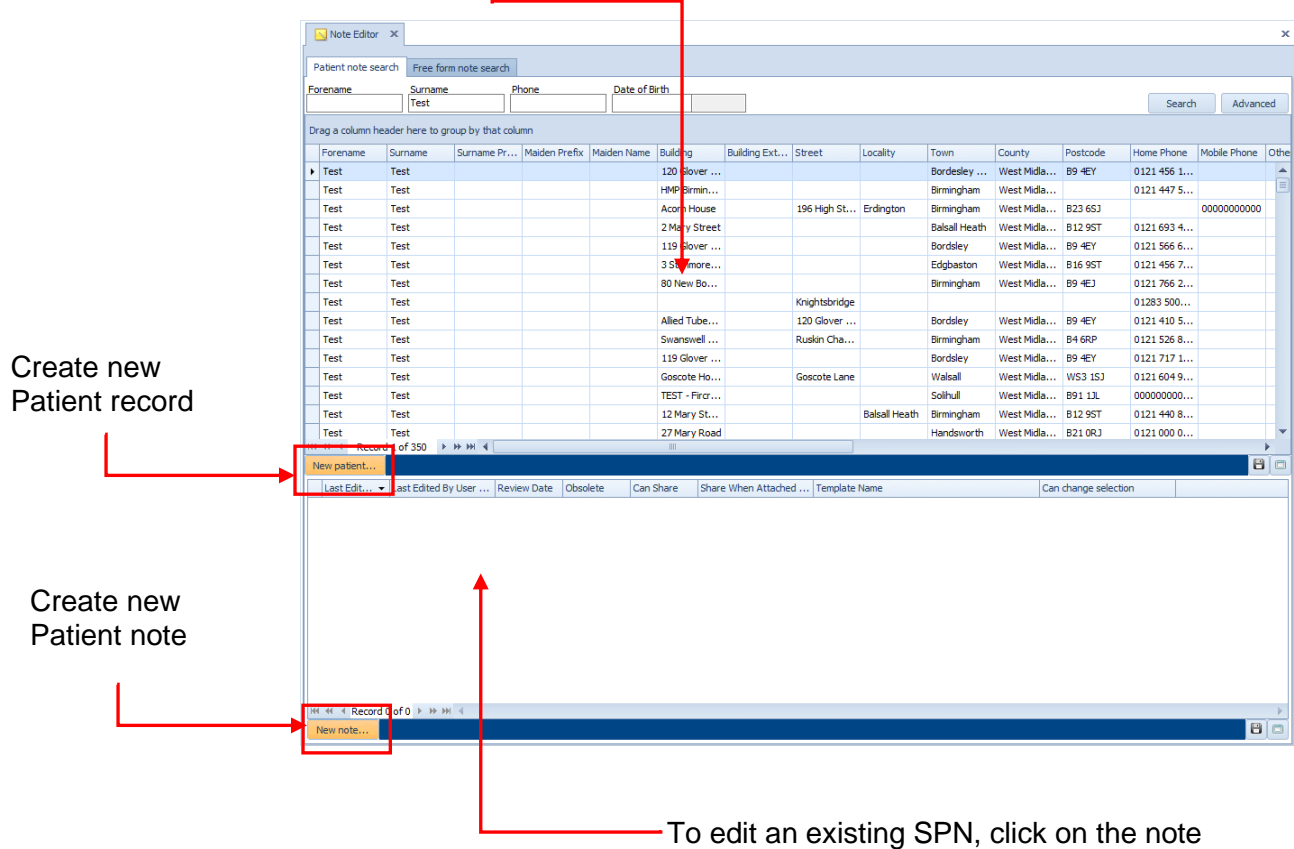 Note Editor
Patient note search Free form note search
Forename Surname Phone Date of Birth
Test
Search Advanced
Drag a column header here to group by that column
Forename Surname Surname Pr... Maiden Prefix Maiden Name Building Building Ext... Street Locality Town County Postcode Home Phone Mobile Phone Othe
Test Test 120 Glover ... Bordesley ... West Midla... B9 4EY 0121 456 1...
Test Test HMP Birmin... Birmingham West Midla... 0121 447 5...
Test Test Acorn House 196 High St... Erdington Birmingham West Midla... B23 6SJ 00000000000
Test Test 2 Mary Street Balsall Heath West Midla... B12 9ST 0121 693 4...
Test Test 119 Glover ... Bordsley West Midla... B9 4EY 0121 566 6...
Test Test Edgbaston West Midla... B16 9ST 0121 456 7...
Test Test 80 New Bo... Birmingham West Midla... B9 4EJ 0121 766 2...
Test Test Knightsbridge 01283 500...
Test Test Allied Tube... 120 Glover ... Bordsley West Midla... B9 4EY 0121 410 5...
Test Test Swanswell ... Ruskin Cha... Birmingham West Midla... B4 6RP 0121 526 8...
Test Test 119 Glover ... Bordsley West Midla... B9 4EY 0121 717 1...
Test Test Goscote Ho... Goscote Lane Walsall West Midla... WS3 1SJ 0121 604 9...
Test Test TEST - Fircr... Solihull West Midla... B91 1JL 000000000...
Test Test 12 Mary St... Balsall Heath Birmingham West Midla... B12 9ST 0121 440 8...
Test Test 27 Mary Road Handsworth West Midla... B21 0RJ 0121 000 0...
Record 1 of 350
New patient...
Last Edit... Last Edited By User ... Review Date Obsolete Can Share Share When Attached ... Template Name Can change selection
Record 0 of 0
New note...
Create new
Patient record
Create new
Patient note
To edit an existing SPN, click on the note